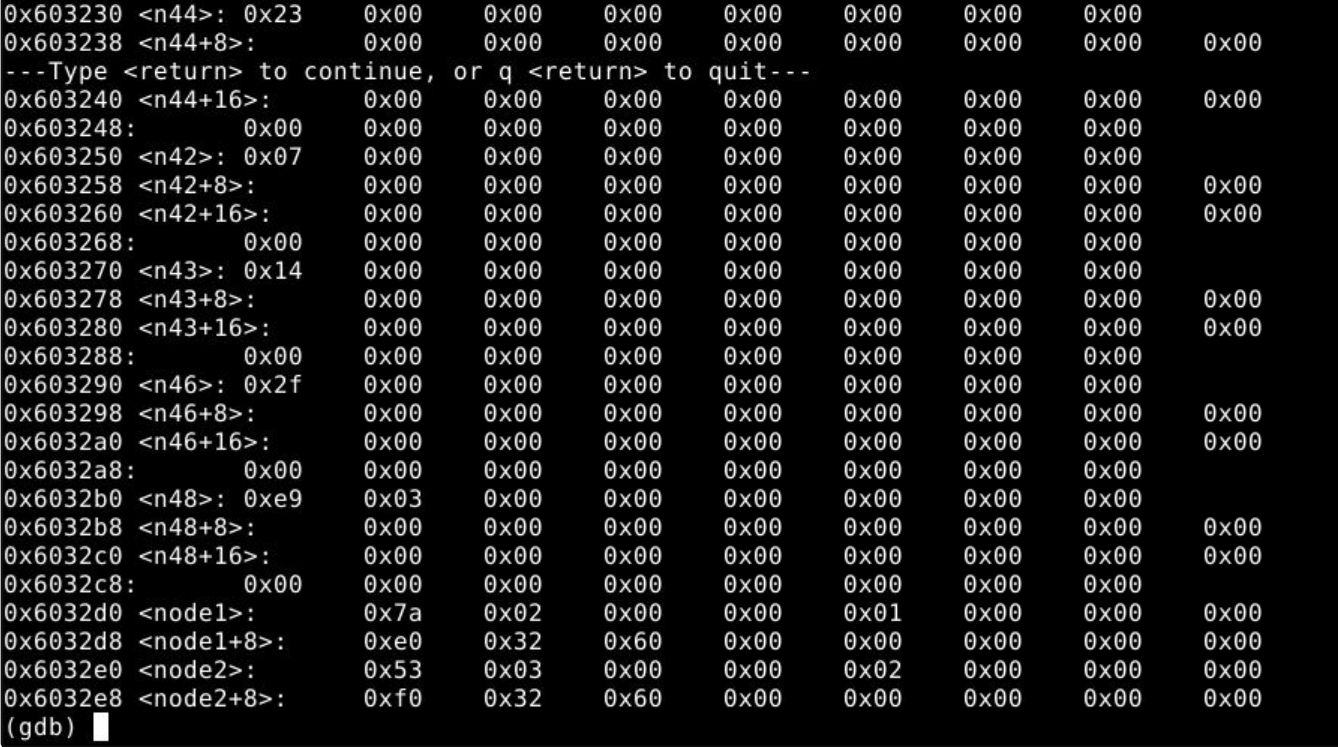 0x603230 <n44>: 0x23 0x00 0x00 0x00 0x00 0x00 0x00 0x00
0x603238 <n44+8>: 0x00 0x00 0x00 0x00 0x00 0x00 0x00 0x00
---Type <return> to continue, or q <return> to quit---
0x603240 <n44+16>: 0x00 0x00 0x00 0x00 0x00 0x00 0x00 0x00
0x603248: 0x00 0x00 0x00 0x00 0x00 0x00 0x00 0x00
0x603250 <n42>: 0x07 0x00 0x00 0x00 0x00 0x00 0x00 0x00
0x603258 <n42+8>: 0x00 0x00 0x00 0x00 0x00 0x00 0x00 0x00
0x603260 <n42+16>: 0x00 0x00 0x00 0x00 0x00 0x00 0x00 0x00
0x603268: 0x00 0x00 0x00 0x00 0x00 0x00 0x00 0x00
0x603270 <n43>: 0x14 0x00 0x00 0x00 0x00 0x00 0x00 0x00
0x603278 <n43+8>: 0x00 0x00 0x00 0x00 0x00 0x00 0x00 0x00
0x603280 <n43+16>: 0x00 0x00 0x00 0x00 0x00 0x00 0x00 0x00
0x603288: 0x00 0x00 0x00 0x00 0x00 0x00 0x00 0x00
0x603290 <n46>: 0x2f 0x00 0x00 0x00 0x00 0x00 0x00 0x00
0x603298 <n46+8>: 0x00 0x00 0x00 0x00 0x00 0x00 0x00 0x00
0x6032a0 <n46+16>: 0x00 0x00 0x00 0x00 0x00 0x00 0x00 0x00
0x6032a8: 0x00 0x00 0x00 0x00 0x00 0x00 0x00 0x00
0x6032b0 <n48>: 0xe9 0x03 0x00 0x00 0x00 0x00 0x00 0x00
0x6032b8 <n48+8>: 0x00 0x00 0x00 0x00 0x00 0x00 0x00 0x00
0x6032c0 <n48+16>: 0x00 0x00 0x00 0x00 0x00 0x00 0x00 0x00
0x6032c8: 0x00 0x00 0x00 0x00 0x00 0x00 0x00 0x00
0x6032d0 <node1>: 0x7a 0x02 0x00 0x00 0x01 0x00 0x00 0x00
0x6032d8 <node1+8>: 0xe0 0x32 0x60 0x00 0x00 0x00 0x00 0x00
0x6032e0 <node2>: 0x53 0x03 0x00 0x00 0x02 0x00 0x00 0x00
0x6032e8 <node2+8>: 0xf0 0x32 0x60 0x00 0x00 0x00 0x00 0x00
(gdb)